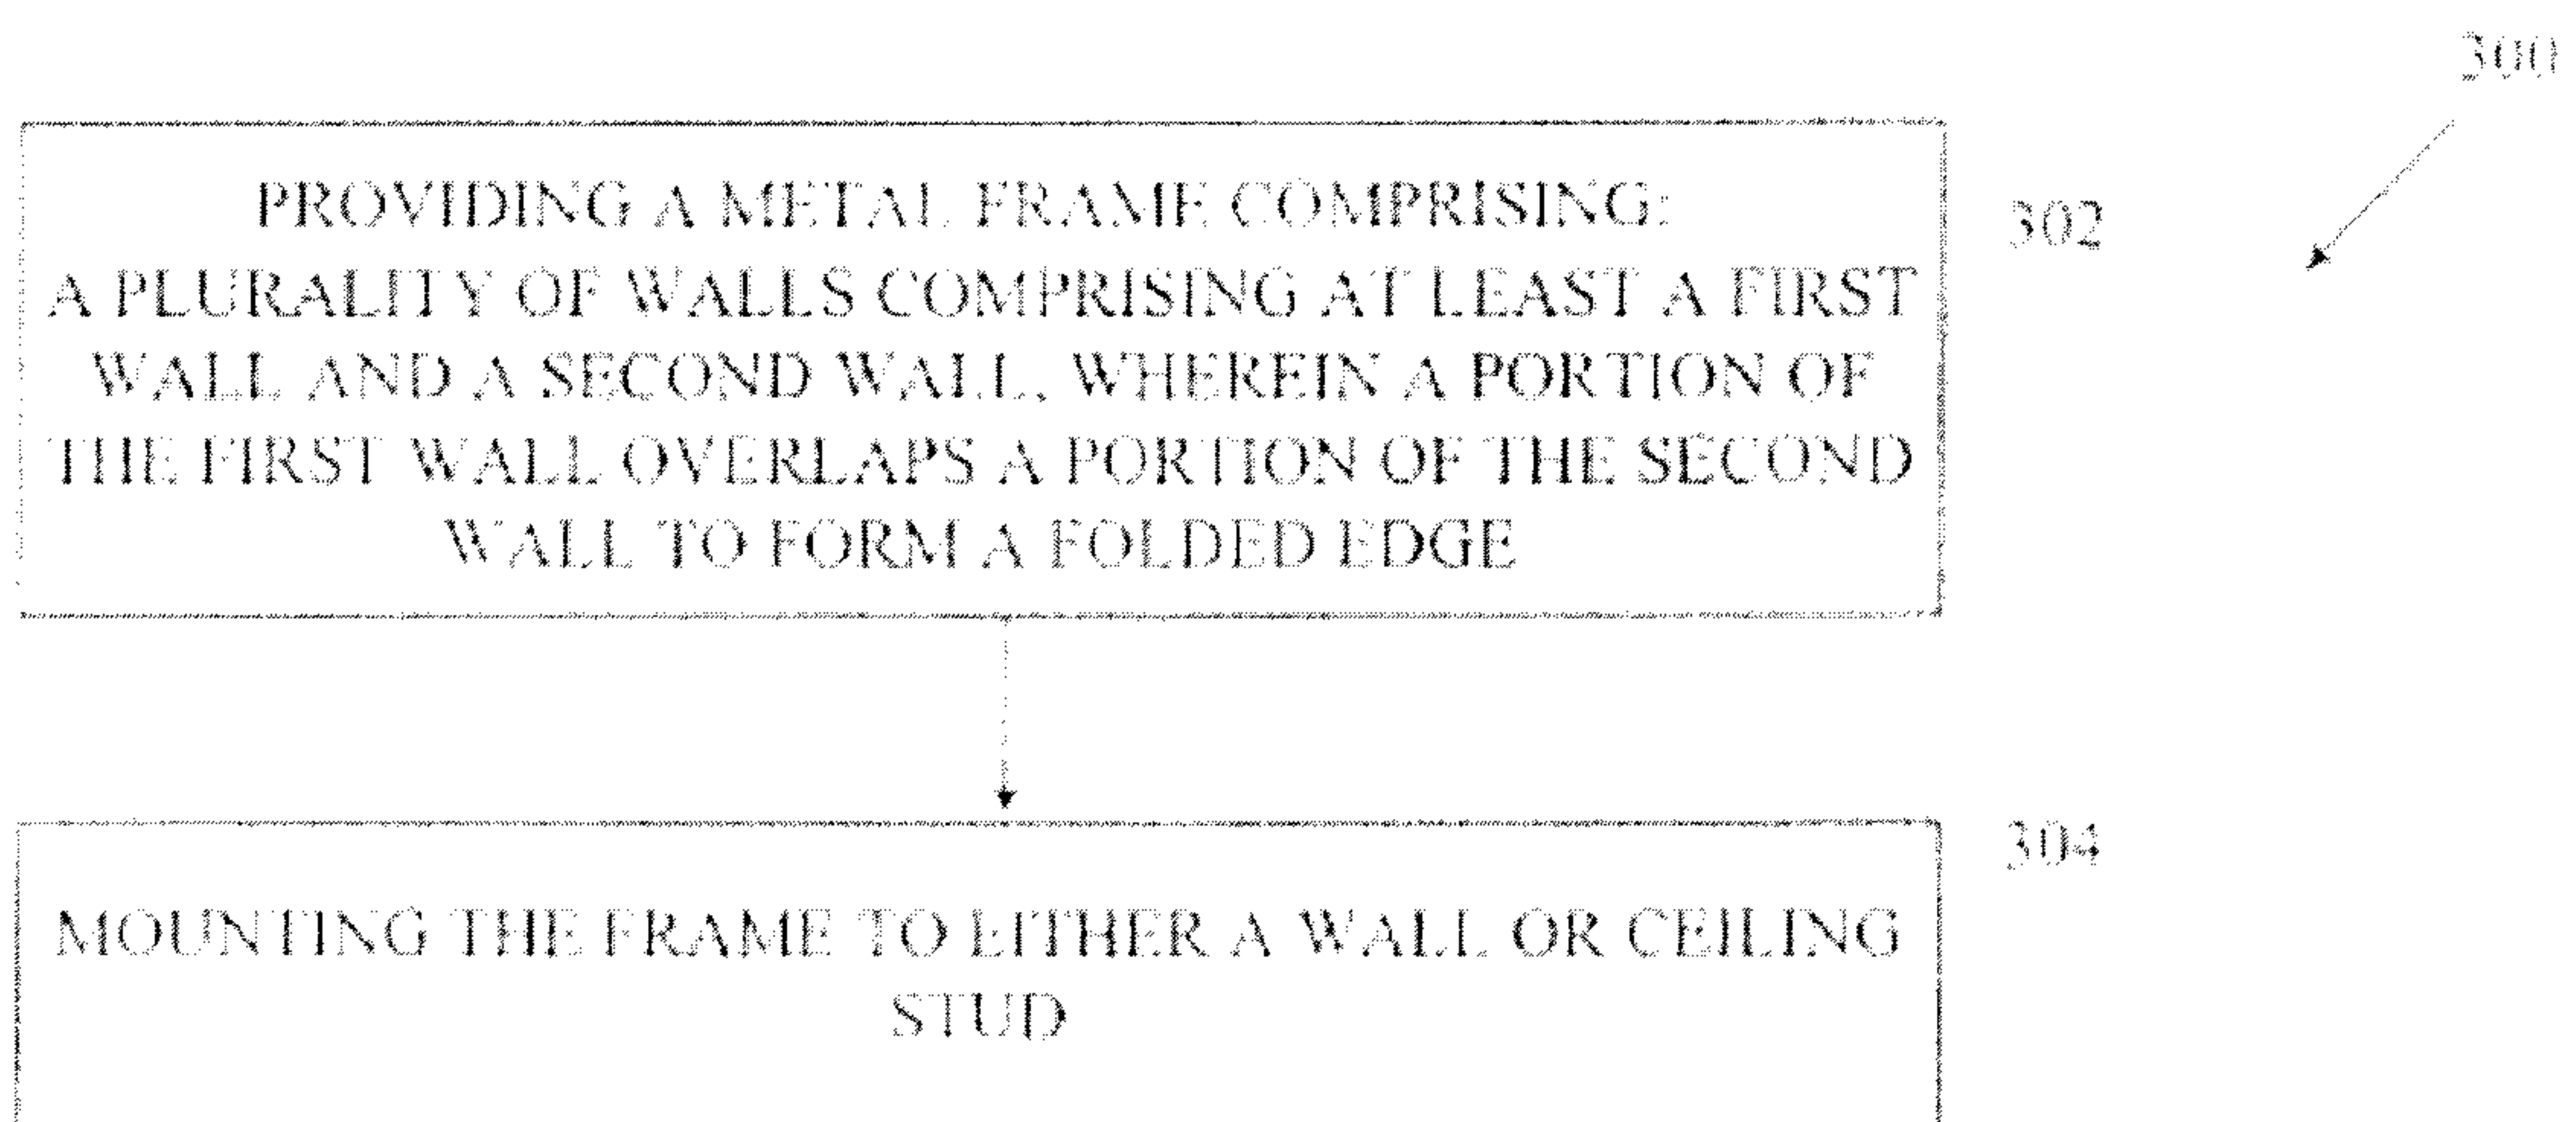 300
PROVIDING A METAL FRAME COMPRISING:
302
A PLURALITY OF WALLS COMPRISING AT LEAST A FIRST
WALL AND A SECOND WALL, WHEREIN A PORTION OF
THE FIRST WALL OVERLAPS A PORTION OF THE SECOND
WALL TO FORM A FOLDED EDGE
304
MOUNTING THE FRAME TO EITHER A WALL OR CEILING
STUD